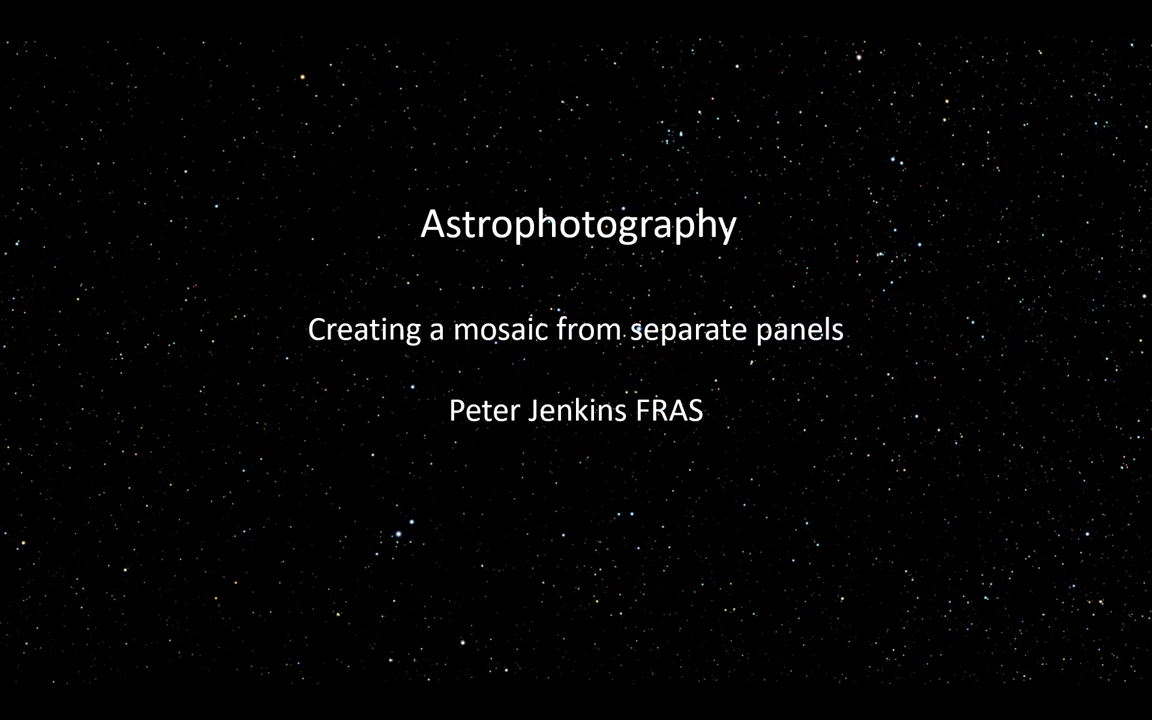 Astrophotography
Creating a mosaic from separate panels
Peter Jenkins FRAS